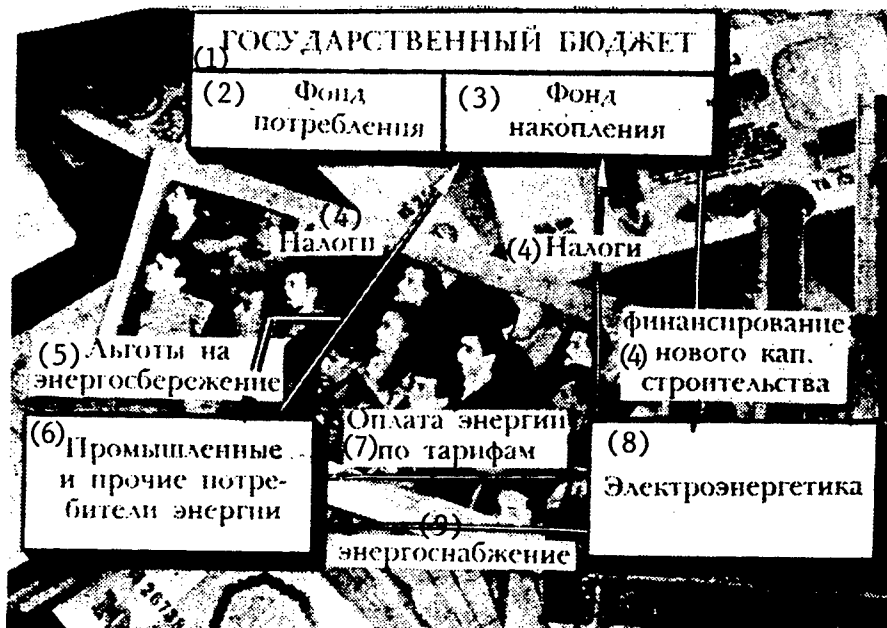 (1) ГОСУДАРСТВЕННЫЙ БЮДЖЕТ
(2) Фонд
потребления
(3) Фонд
накопления
(4)
Налоги
(4) Налоги
(5) Льготы на
энергосбережение
финансирование
(4) нового кап.
строительства
(6) Промышленные
и прочие потре-
бители энергии
Оплата энергии
(7) по тарифам
(8)
Электроэнергетика
(9)
энергоснабжение